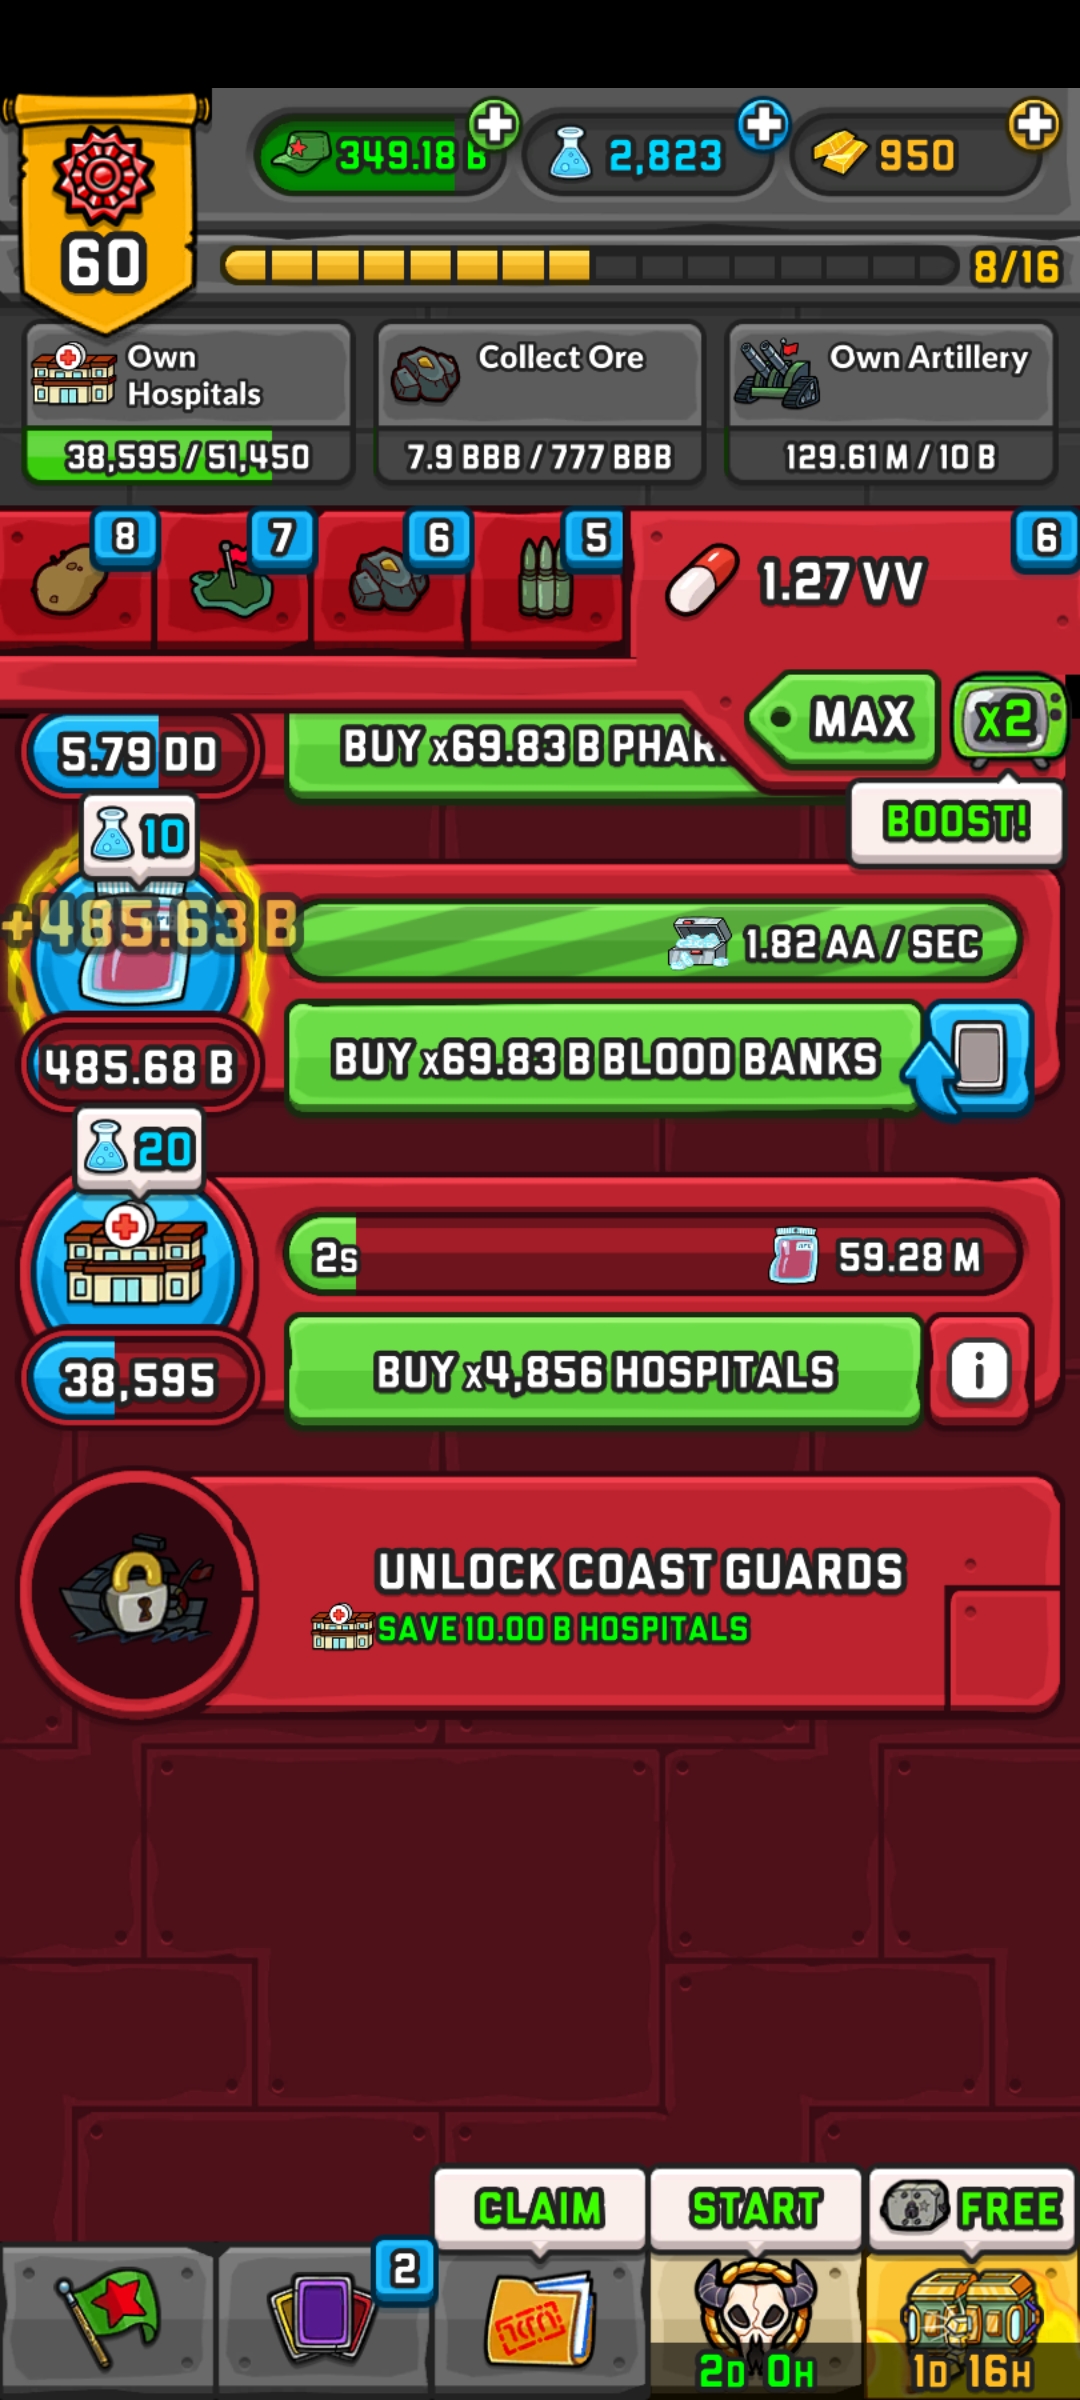 60
349.18 B
2,823
950
8/16
Own
Hospitals
38,595/51,450
Collect Ore
7.9 BBB/777 BBB
Own Artillery
129.61 M/10 B
8
7
6
5
6
1.27 VV
MAX
x2
BOOST!
5.79 DD
BUY x69.83 B PHAR
10
+485.63 B
1.82 AA / SEC
485.68 B
BUY x69.83 B BLOOD BANKS
20
2s
59.28 M
38,595
BUY x4,856 HOSPITALS
i
UNLOCK COAST GUARDS
SAVE 10.00 B HOSPITALS
CLAIM
START
FREE
2
2D 0H
1D 16H